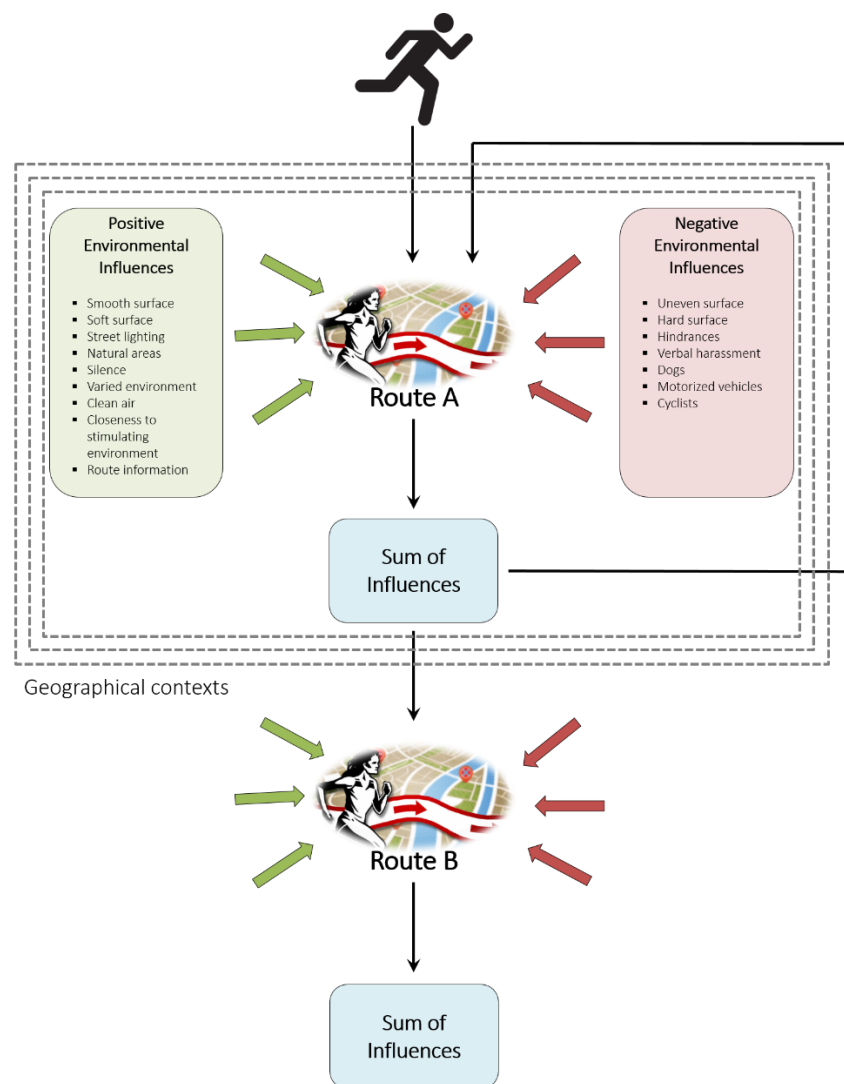 Positive
Environmental
Influences
▪ Smooth surface
▪ Soft surface
▪ Street lighting
▪ Natural areas
▪ Silence
▪ Varied environment
▪ Clean air
▪ Closeness to
stimulating
environment
▪ Route information
Negative
Environmental
Influences
▪ Uneven surface
▪ Hard surface
▪ Hindrances
▪ Verbal harassment
▪ Dogs
▪ Motorized vehicles
▪ Cyclists
Route A
Sum of
Influences
Geographical contexts
Route B
Sum of
Influences